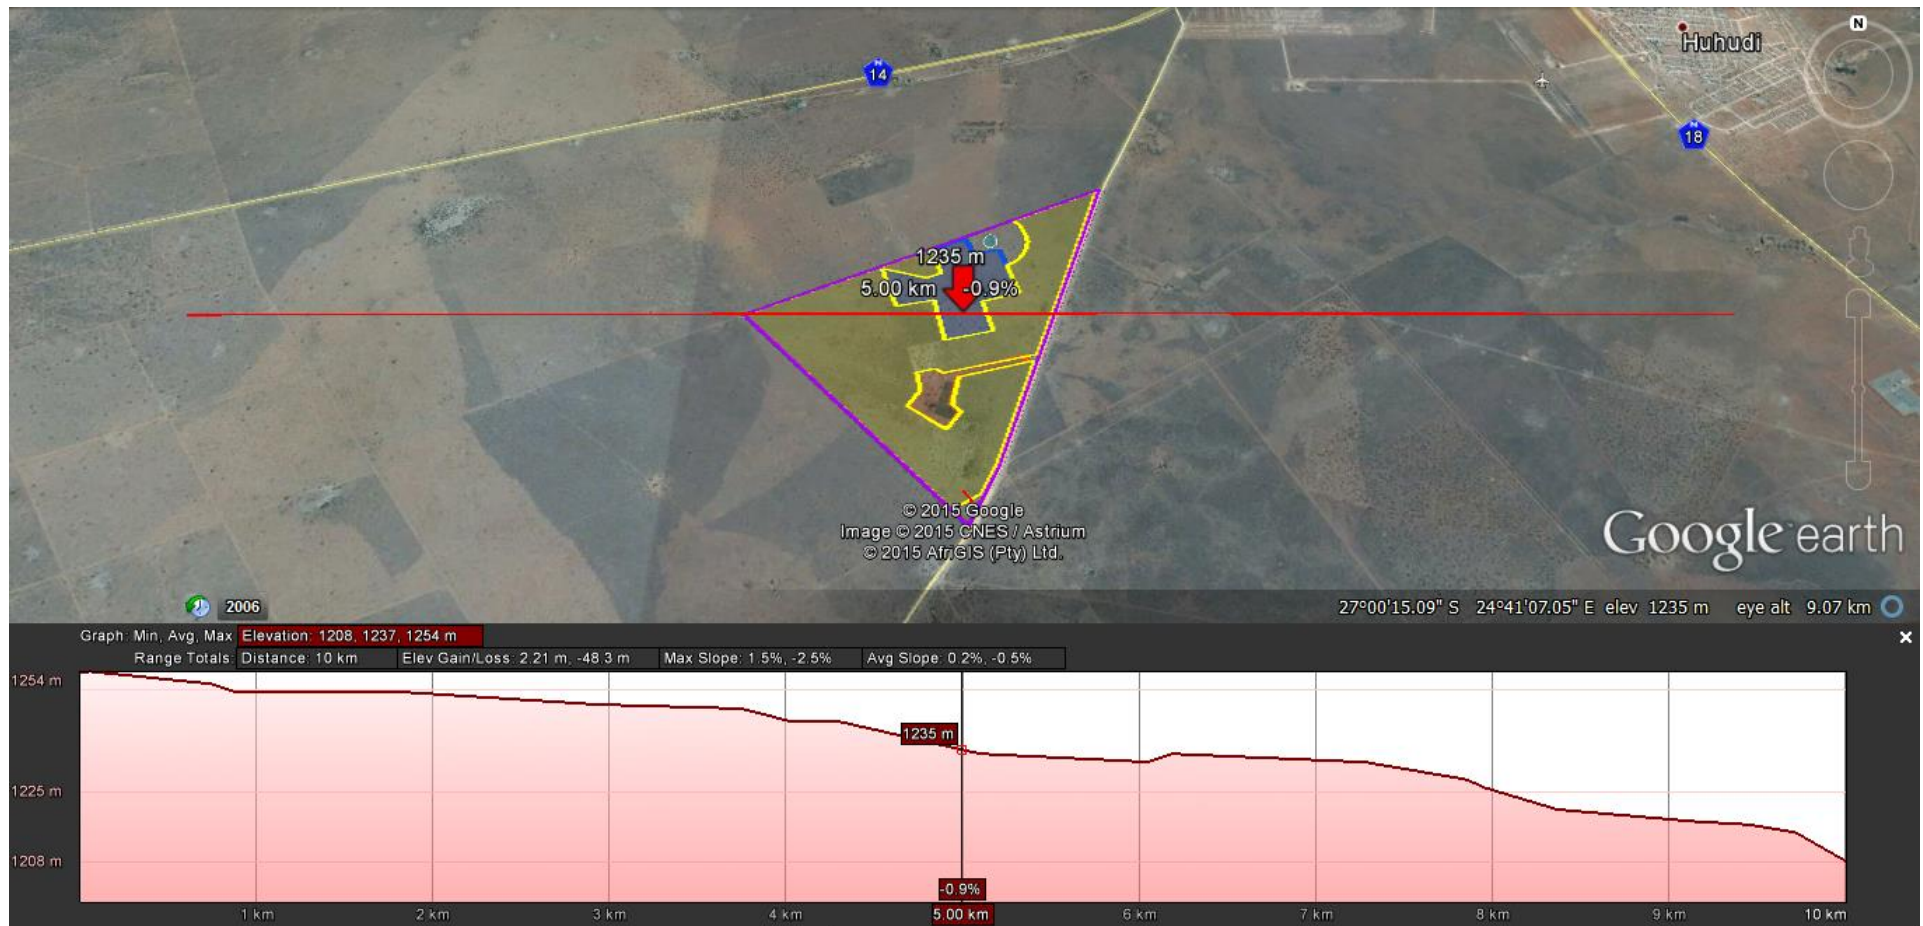 N
Huhudi
N
14
N
18
1235 m
5.00 km -0.9%
© 2015 Google
Image © 2015 CNES / Astrium
© 2015 AfriGIS (Pty) Ltd.
Google earth
2006
27°00'15.09" S 24°41'07.05" E elev 1235 m eye alt 9.07 km
Graph: Min, Avg, Max Elevation: 1208, 1237, 1254 m
Range Totals: Distance: 10 km Elev Gain/Loss: 2.21 m, -48.3 m Max Slope: 1.5%, -2.5% Avg Slope: 0.2%, -0.5%
1254 m
1235 m
1225 m
1208 m
-0.9%
1 km 2 km 3 km 4 km 5.00 km 6 km 7 km 8 km 9 km 10 km